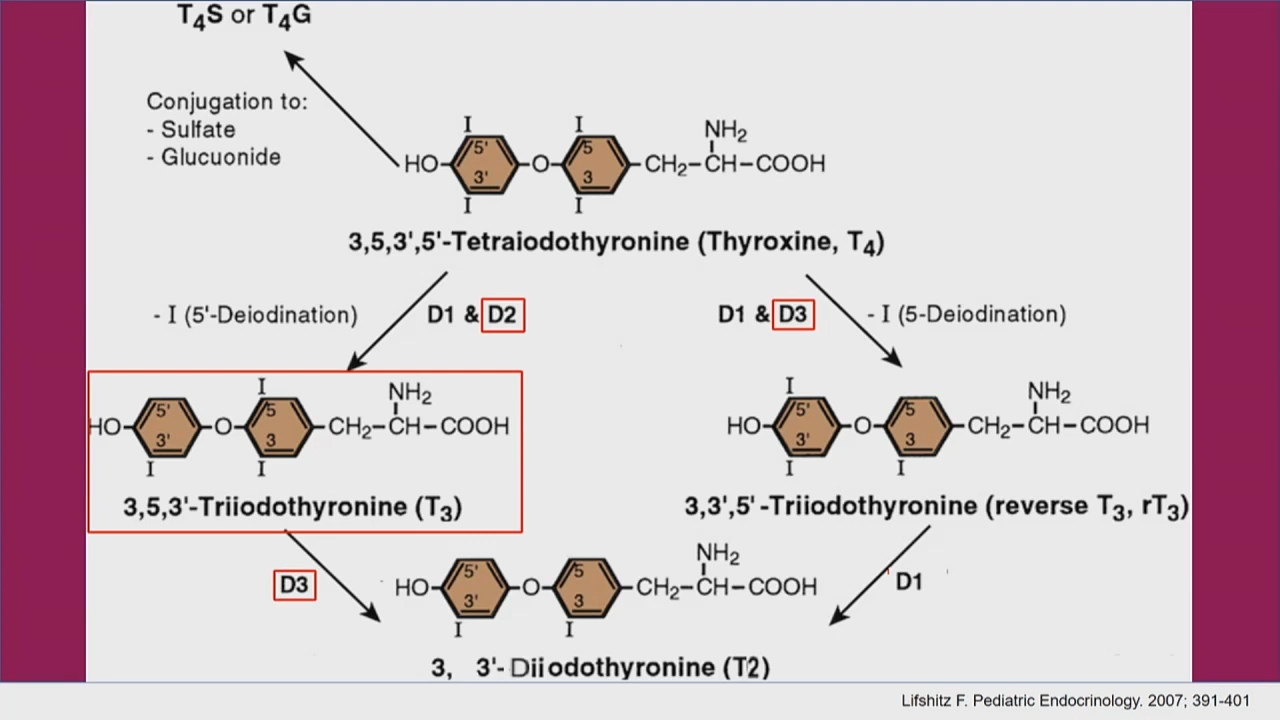 T₄S or T₄G
Conjugation to:
- Sulfate
- Glucuonide
I I NH₂
HO 5' 3' O 5 3 CH₂-CH-COOH
I I
3,5,3',5'-Tetraiodothyronine (Thyroxine, T₄)
- I (5'-Deiodination) D1 & D2
D1 & D3 - I (5-Deiodination)
I NH₂
HO 5' 3' O 5 3 CH₂-CH-COOH
I I
3,5,3'-Triiodothyronine (T₃)
I NH₂
HO 5' 3' O 5 3 CH₂-CH-COOH
I I
3,3',5'-Triiodothyronine (reverse T₃, rT₃)
D3
D1
NH₂
HO 5' 3' O 5 3 CH₂-CH-COOH
I I
3, 3'-Diiodothyronine (T2)
Lifshitz F. Pediatric Endocrinology. 2007; 391-401